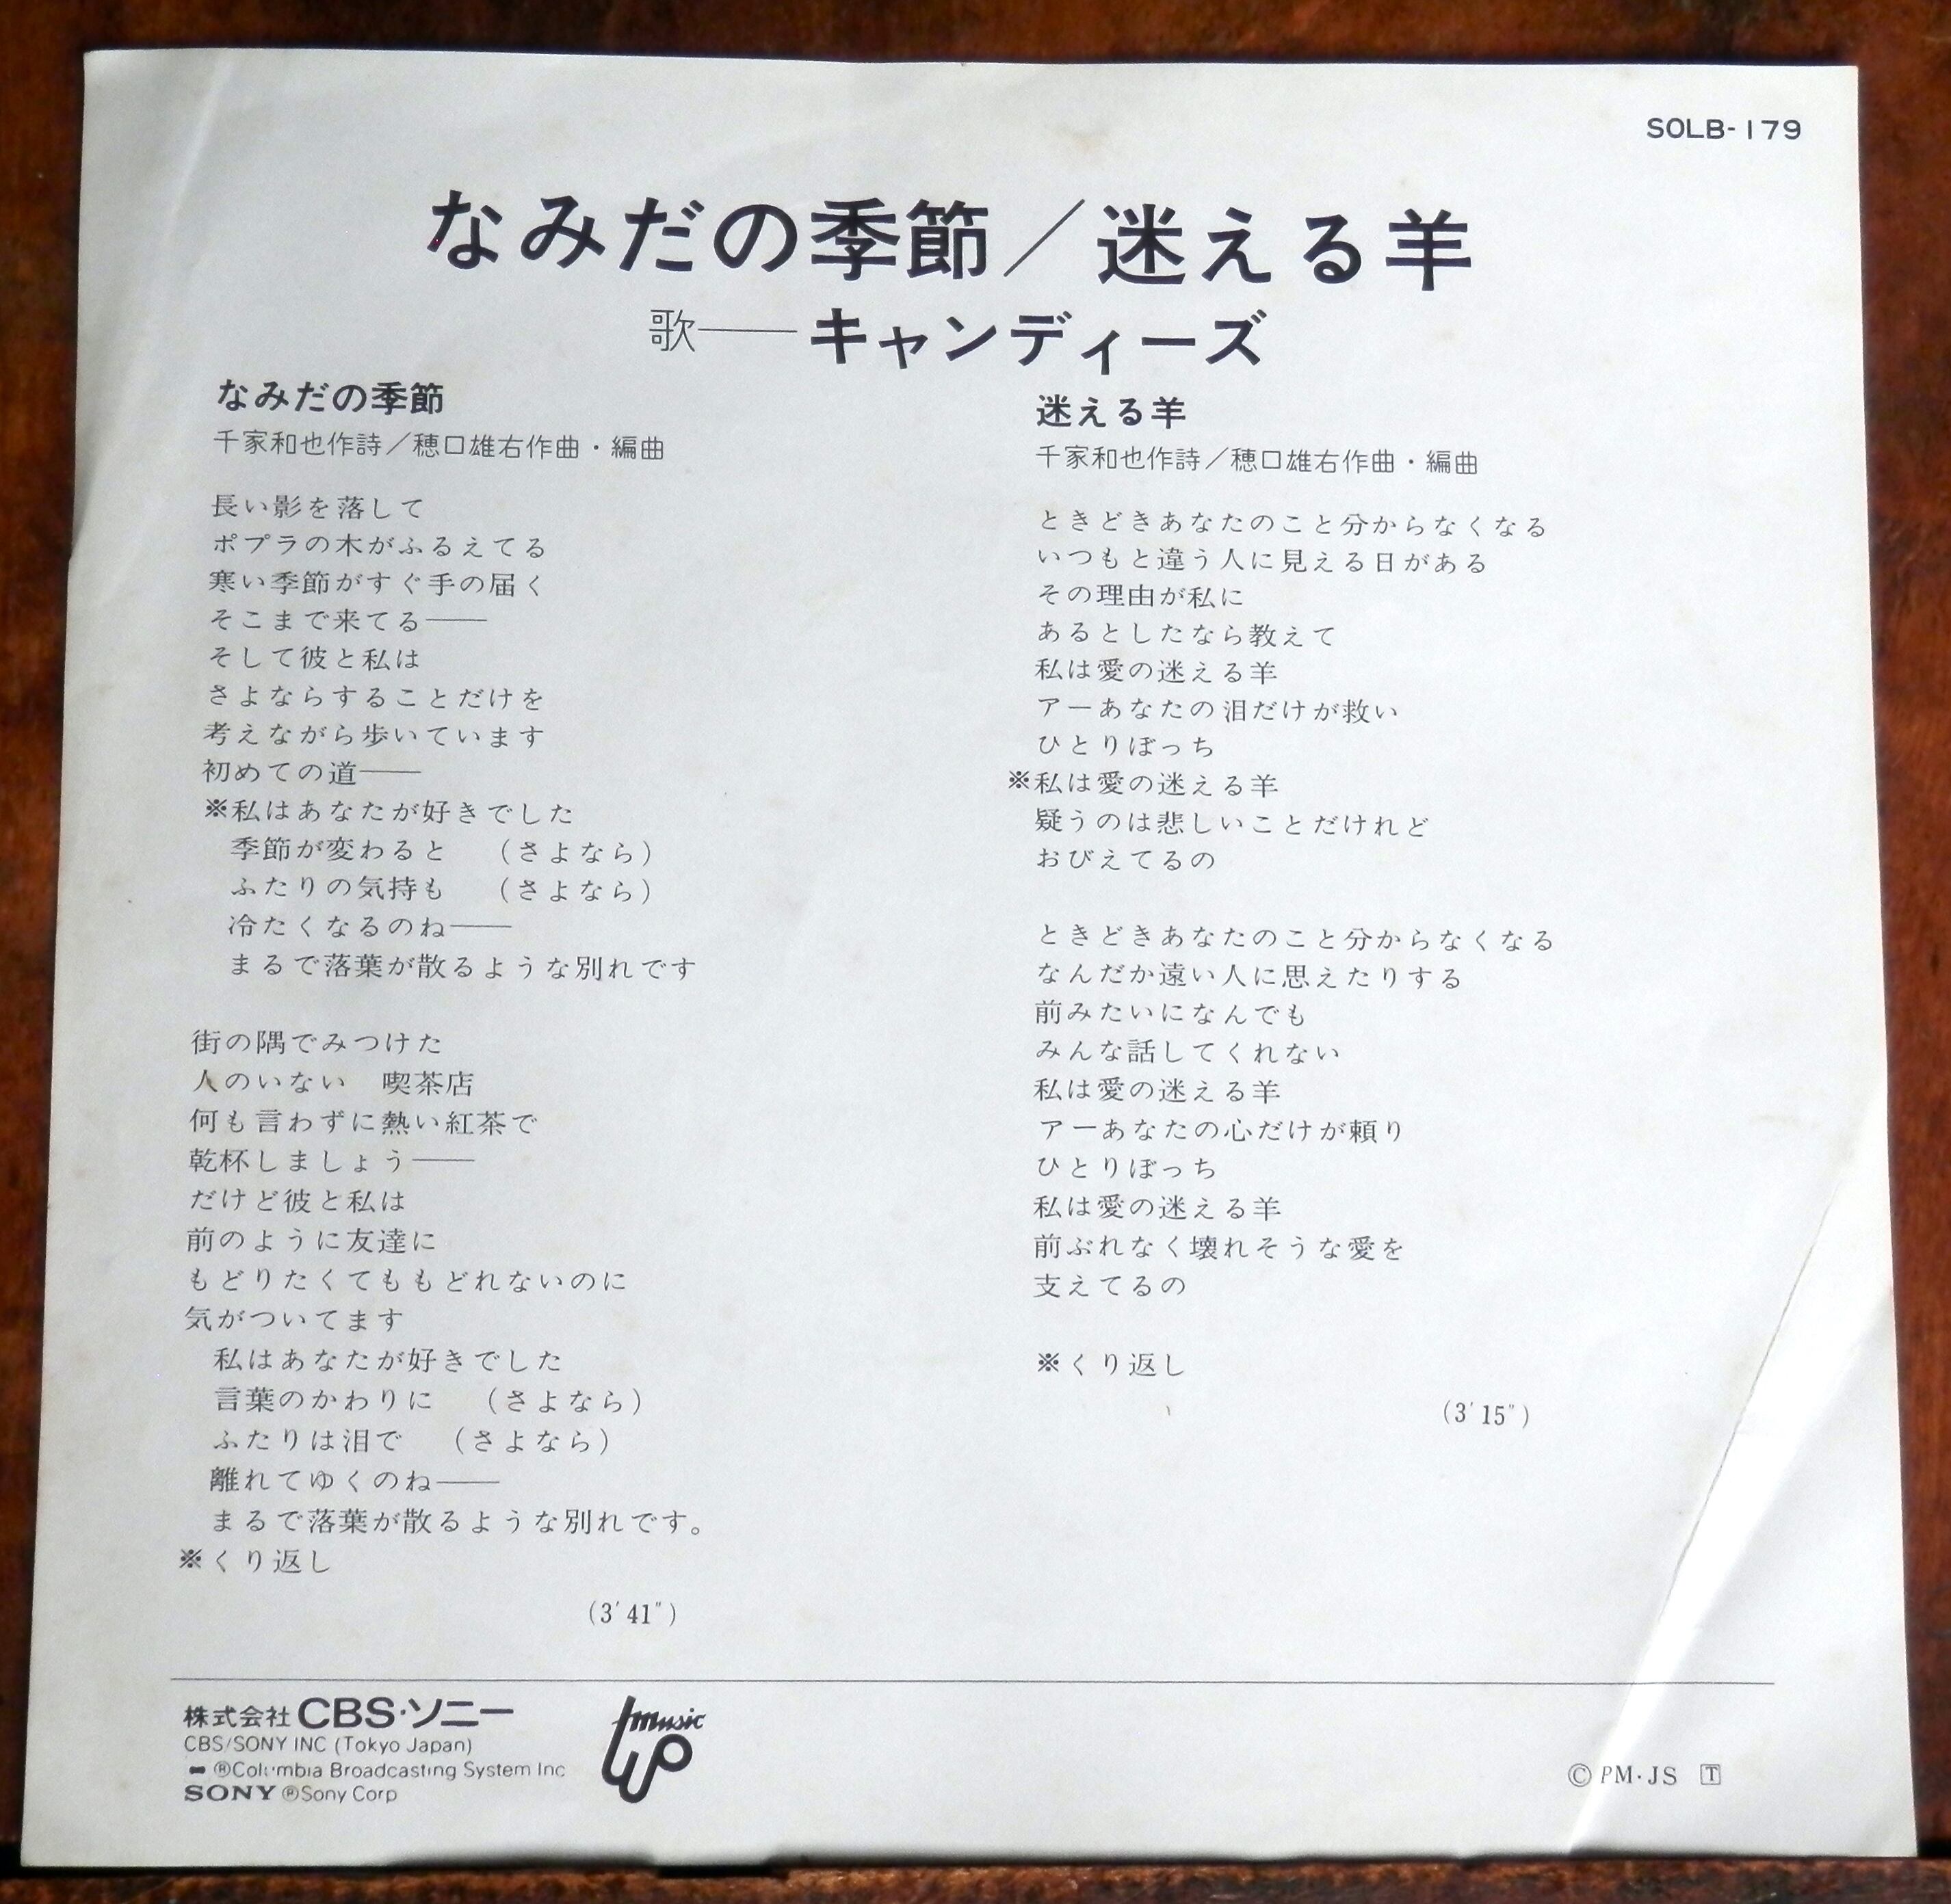 SOLB-179
なみだの季節／迷える羊
歌──キャンディーズ
なみだの季節
千家和也作詩／穂口雄右作曲・編曲
長い影を落して
ポプラの木がふるえてる
寒い季節がすぐ手の届く
そこまで来てる──
そして彼と私は
さよならすることだけを
考えながら歩いています
初めての道──
※私はあなたが好きでした
季節が変わると　（さよなら）
ふたりの気持も　（さよなら）
冷たくなるのね──
まるで落葉が散るような別れです
街の隅でみつけた
人のいない　喫茶店
何も言わずに熱い紅茶で
乾杯しましょう──
だけど彼と私は
前のように友達に
もどりたくてももどれないのに
気がついてます
私はあなたが好きでした
言葉のかわりに　（さよなら）
ふたりは泪で　（さよなら）
離れてゆくのね──
まるで落葉が散るような別れです。
※くり返し
(3′41″)
迷える羊
千家和也作詩／穂口雄右作曲・編曲
ときどきあなたのこと分からなくなる
いつもと違う人に見える日がある
その理由が私に
あるとしたなら教えて
私は愛の迷える羊
アーあなたの泪だけが救い
ひとりぼっち
※私は愛の迷える羊
疑うのは悲しいことだけれど
おびえてるの
ときどきあなたのこと分からなくなる
なんだか遠い人に思えたりする
前みたいになんでも
みんな話してくれない
私は愛の迷える羊
アーあなたの心だけが頼り
ひとりぼっち
私は愛の迷える羊
前ぶれなく壊れそうな愛を
支えてるの
※くり返し
(3′15″)
株式会社CBS・ソニー
CBS/SONY INC (Tokyo Japan)
®Columbia Broadcasting System Inc
SONY ®Sony Corp
music up
© PM・JS T